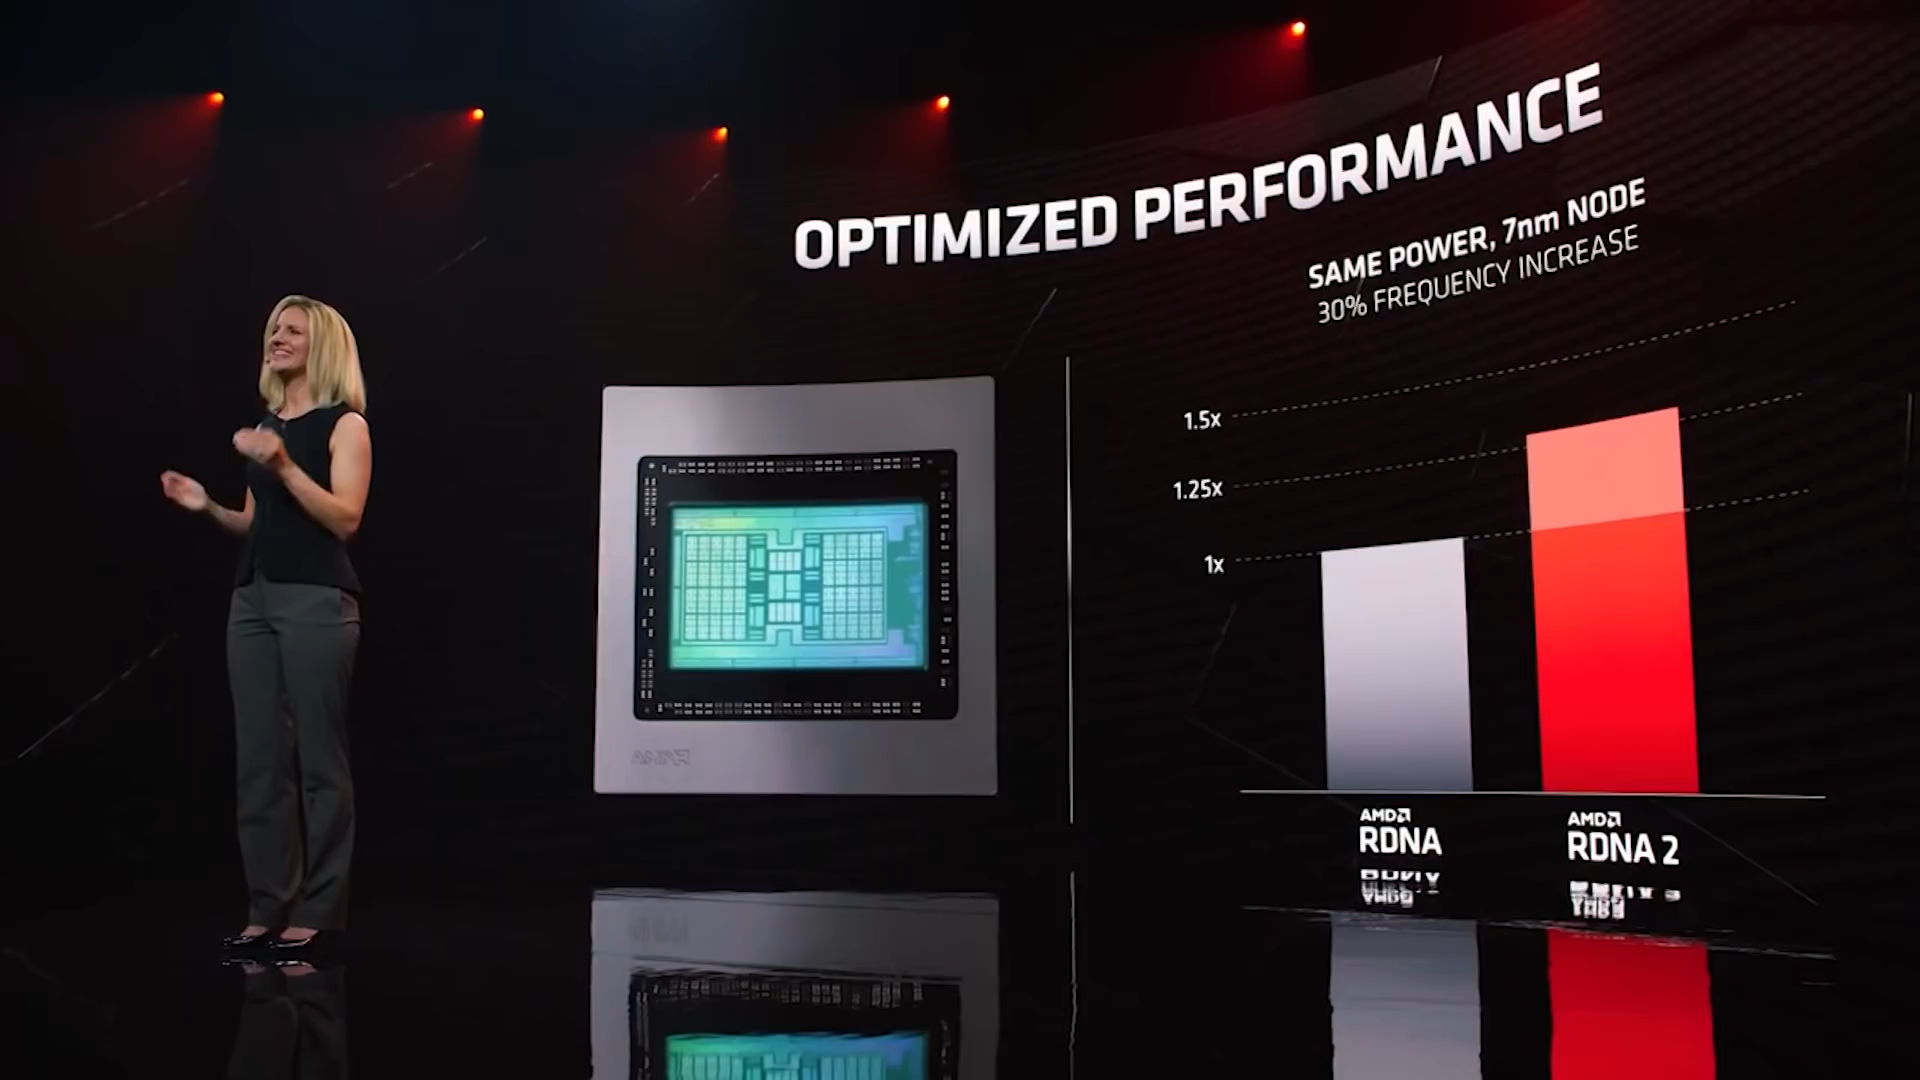 OPTIMIZED PERFORMANCE
SAME POWER, 7nm NODE
30% FREQUENCY INCREASE
1.5x
1.25x
1x
AMD
RDNA
AMD
RDNA 2